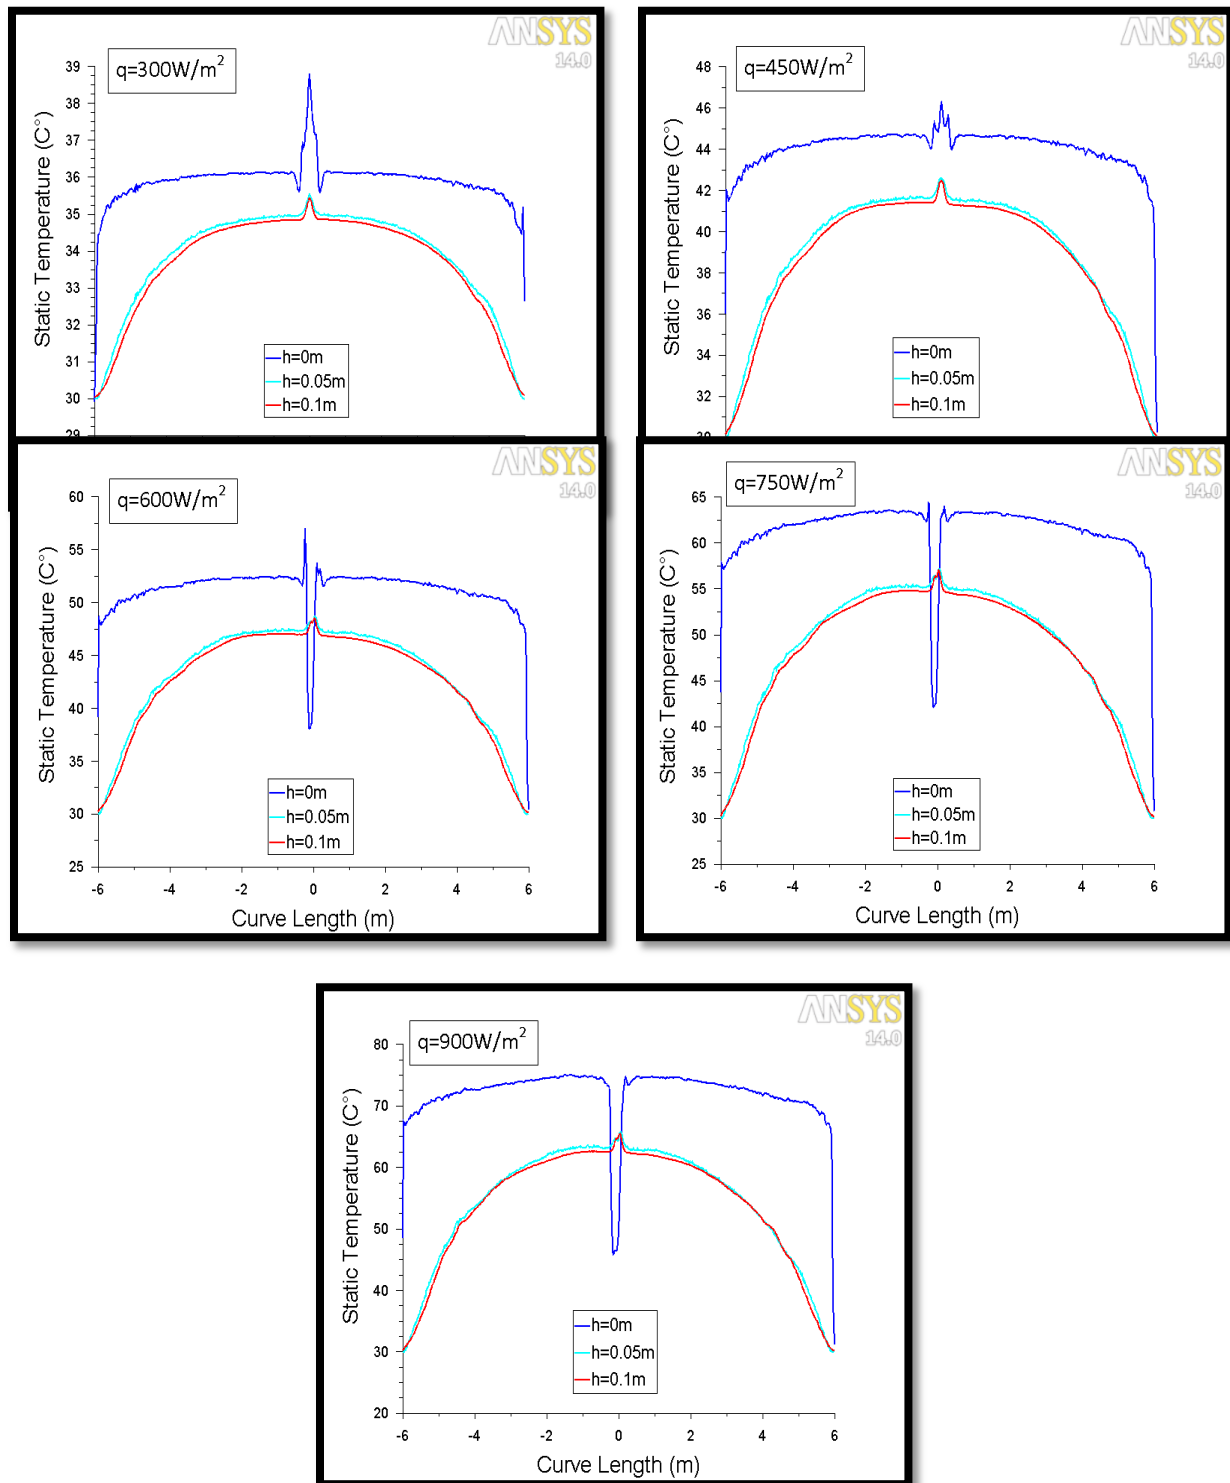 ANSYS
14.0
q=300W/m²
39
38
37
36
35
34
33
32
31
30
29
Static Temperature (C°)
h=0m
h=0.05m
h=0.1m
ANSYS
14.0
q=450W/m²
48
46
44
42
40
38
36
34
32
30
Static Temperature (C°)
h=0m
h=0.05m
h=0.1m
ANSYS
14.0
q=600W/m²
60
55
50
45
40
35
30
25
Static Temperature (C°)
h=0m
h=0.05m
h=0.1m
-6 -4 -2 0 2 4 6
Curve Length (m)
ANSYS
14.0
q=750W/m²
65
60
55
50
45
40
35
30
25
Static Temperature (C°)
h=0m
h=0.05m
h=0.1m
-6 -4 -2 0 2 4 6
Curve Length (m)
ANSYS
14.0
q=900W/m²
80
70
60
50
40
30
20
Static Temperature (C°)
h=0m
h=0.05m
h=0.1m
-6 -4 -2 0 2 4 6
Curve Length (m)